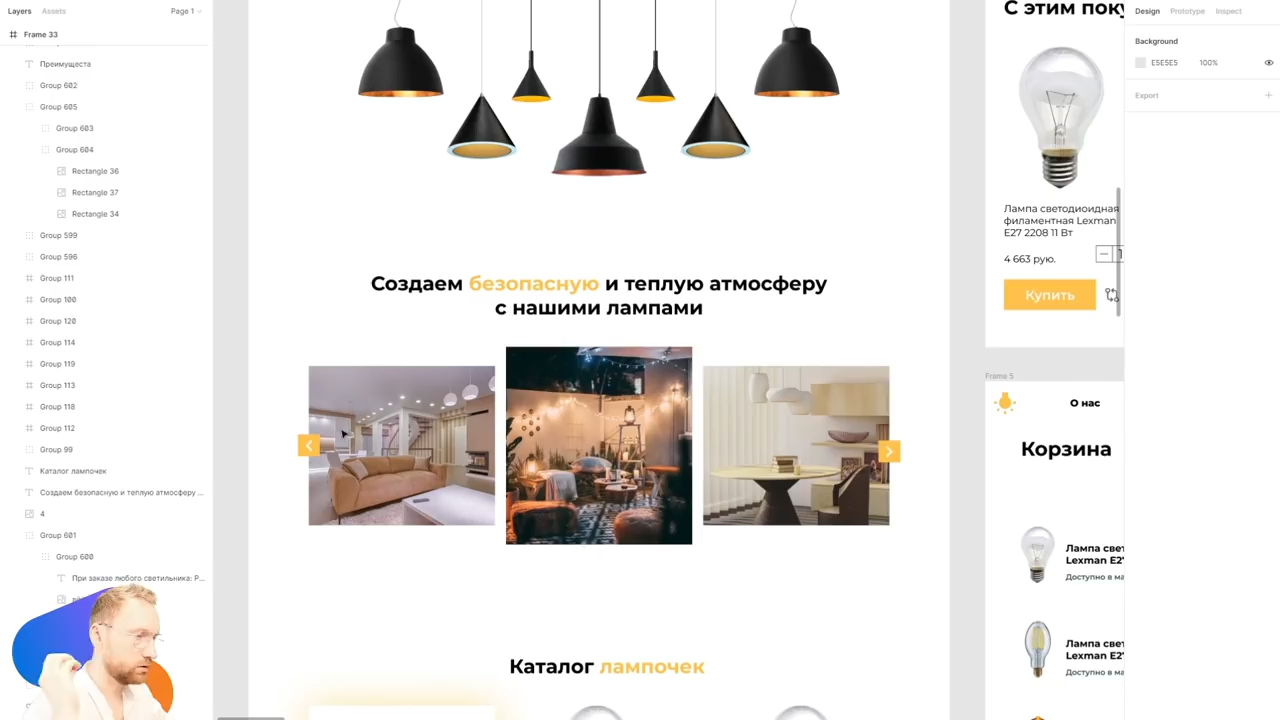 Layers
Assets
Page 1
Frame 33
Преимущеста
Group 602
Group 605
Group 603
Group 604
Rectangle 36
Rectangle 37
Rectangle 34
Group 599
Group 596
Group 111
Group 100
Group 120
Group 114
Group 119
Group 113
Group 118
Group 112
Group 99
Каталог лампочек
Создаем безопасную и теплую атмосферу ...
4
Group 601
Group 600
При заказе любого светильника: Р...
Создаем безопасную и теплую атмосферу
с нашими лампами
Каталог лампочек
С этим поку
Лампа светодиоидная
филаментная Lexman
E27 2208 11 Вт
4 663 рую.
1
Купить
Frame 5
О нас
Корзина
Лампа свет
Lexman E2
Доступно в ма
Лампа свет
Lexman E2
Доступно в ма
Design
Prototype
Inspect
Background
E5E5E5
100%
Export